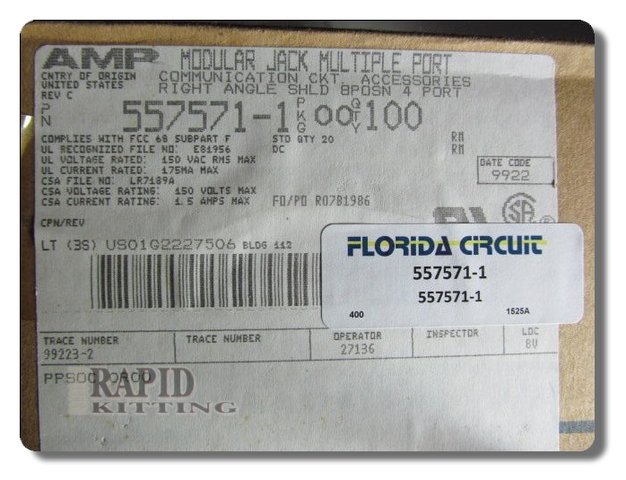 AMP MODULAR JACK MULTIPLE PORT
CNTRY OF ORIGIN COMMUNICATION CKT. ACCESSORIES
UNITED STATES RIGHT ANGLE SHLD 8POSN 4 PORT
REV C
PN 557571-1 PKG 00 QTY 100
COMPLIES WITH FCC 68 SUBPART F STD QTY 20 RM
UL RECOGNIZED FILE NO: E81956 DC RM
UL VOLTAGE RATED: 150 VAC RMS MAX
UL CURRENT RATED: 175MA MAX
DATE CODE
9922
CSA FILE NO: LR7189A
CSA VOLTAGE RATING: 150 VOLTS MAX
CSA CURRENT RATING: 1.5 AMPS MAX FO/PO R0781986
CPN/REV
LT (3S) US01G2227506 BLDG 112
FLORIDA CIRCUIT
557571-1
557571-1
400 1525A
TRACE NUMBER TRACE NUMBER OPERATOR INSPECTOR LOC
99223-2 27136 BV
RAPID
KITTING